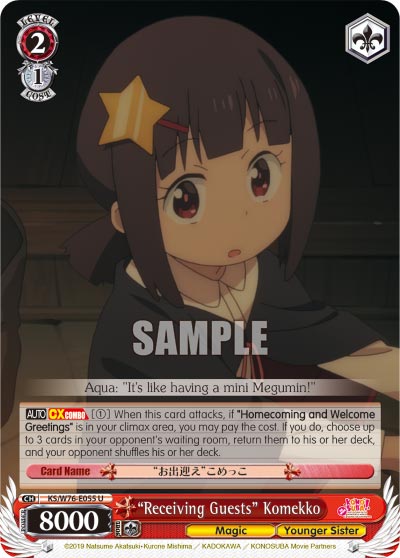 LEVEL
2
1
COST
SAMPLE
Aqua: "It's like having a mini Megumin!"
AUTO CXCOMBO [①] When this card attacks, if "Homecoming and Welcome
Greetings" is in your climax area, you may pay the cost. If you do, choose up
to 3 cards in your opponent's waiting room, return them to his or her deck,
and your opponent shuffles his or her deck.
Card Name "お出迎え"こめっこ
CH KS/W76-E055 U
8000
"Receiving Guests" Komekko
Magic Younger Sister
©2019 Natsume Akatsuki・Kurone Mishima / KADOKAWA / KONOSUBA Movie Partners